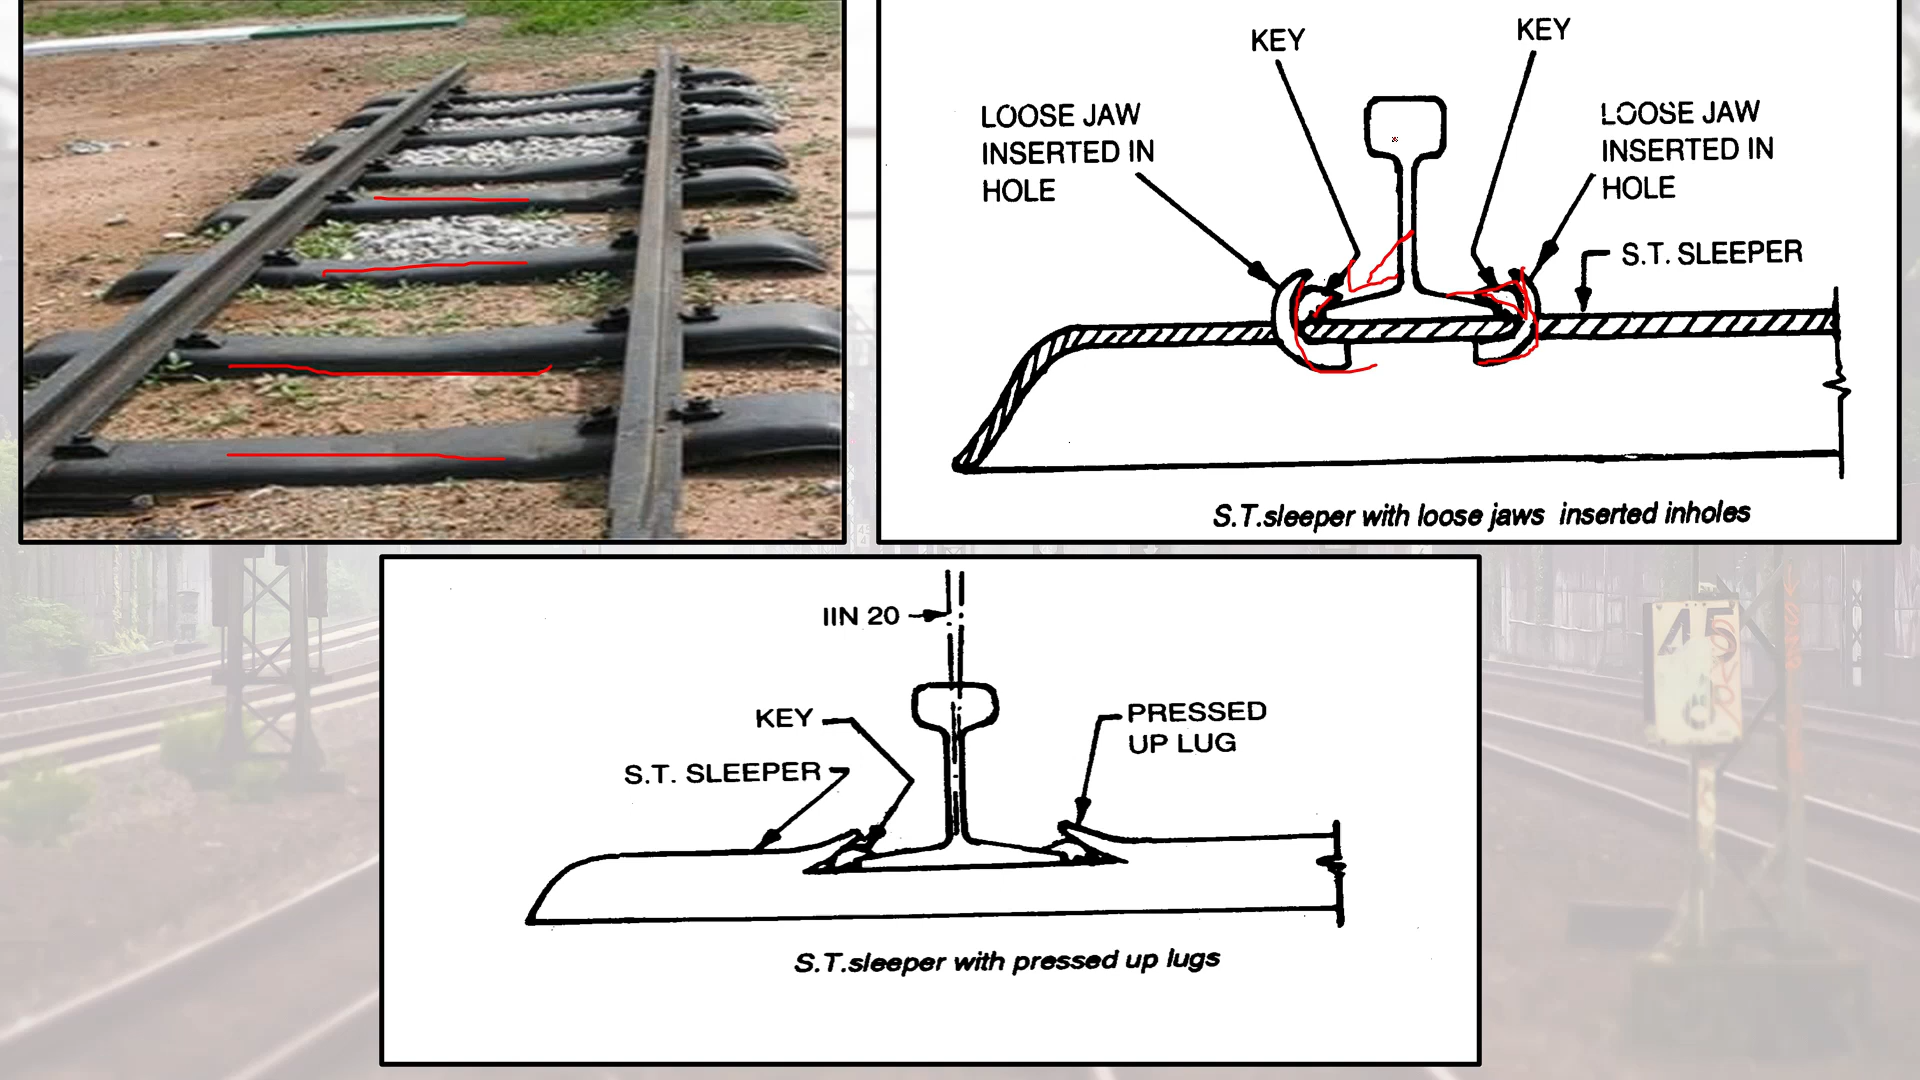 KEY
KEY
LOOSE JAW
INSERTED IN
HOLE
LOOSE JAW
INSERTED IN
HOLE
S.T. SLEEPER
S.T.sleeper with loose jaws inserted inholes
IIN 20
KEY
PRESSED
UP LUG
S.T. SLEEPER
S.T.sleeper with pressed up lugs
45